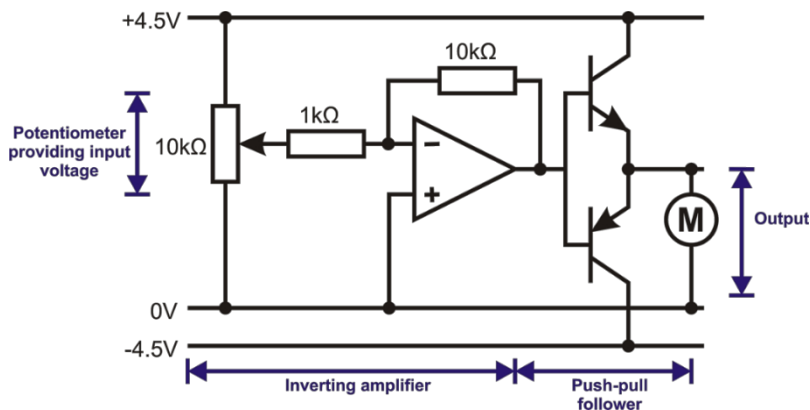 +4.5V
10kΩ
1kΩ
Potentiometer
providing input
voltage
10kΩ
−
+
M
Output
0V
-4.5V
Inverting amplifier
Push-pull
follower